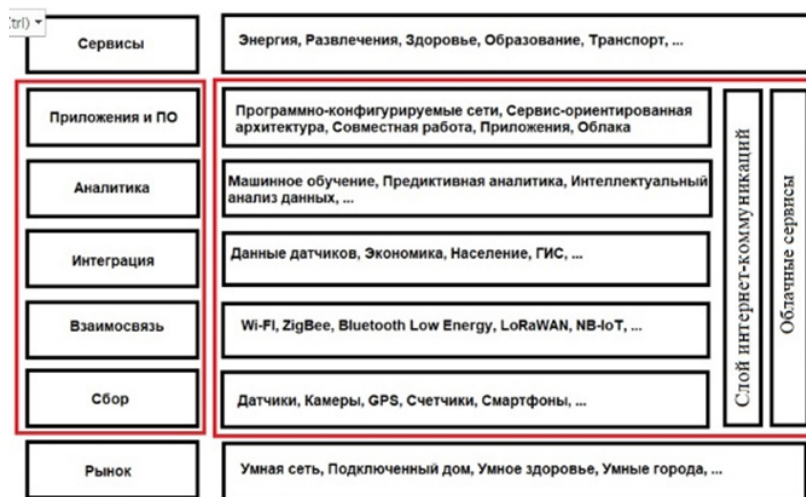 trl)
Сервисы
Энергия, Развлечения, Здоровье, Образование, Транспорт, ...
Приложения и ПО
Программно-конфигурируемые сети, Сервис-ориентированная
архитектура, Совместная работа, Приложения, Облака
Аналитика
Машинное обучение, Предиктивная аналитика, Интеллектуальный
анализ данных, ...
Интеграция
Данные датчиков, Экономика, Население, ГИС, ...
Взаимосвязь
Wi-FI, ZigBee, Bluetooth Low Energy, LoRaWAN, NB-IoT, ...
Сбор
Датчики, Камеры, GPS, Счетчики, Смартфоны, ...
Слой интернет-коммуникаций
Облачные сервисы
Рынок
Умная сеть, Подключенный дом, Умное здоровье, Умные города, ...